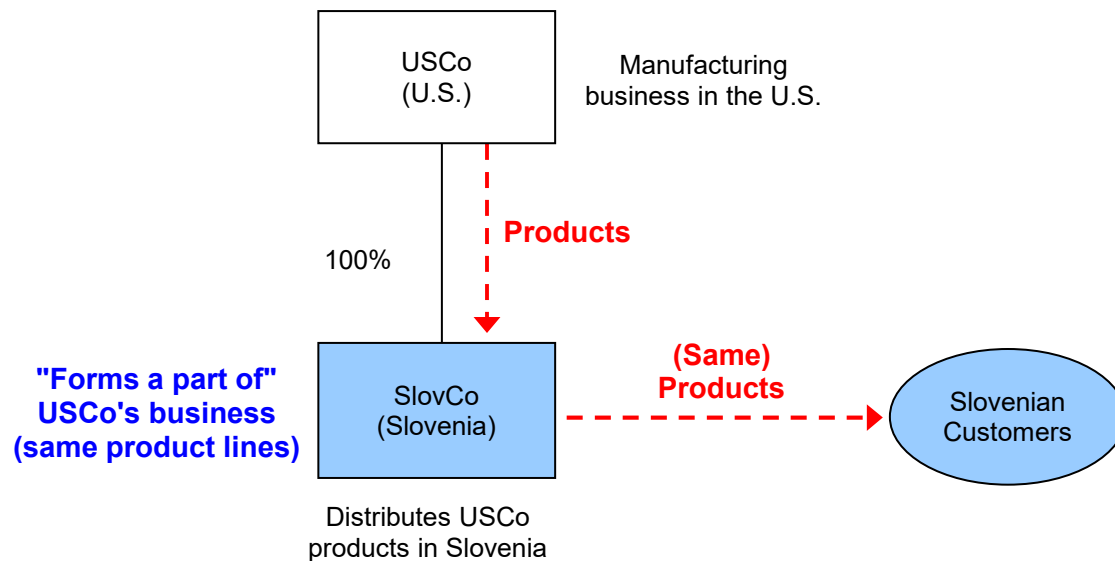 USCo
(U.S.)
Manufacturing
business in the U.S.
Products
100%
"Forms a part of"
USCo's business
(same product lines)
SlovCo
(Slovenia)
(Same)
Products
Slovenian
Customers
Distributes USCo
products in Slovenia